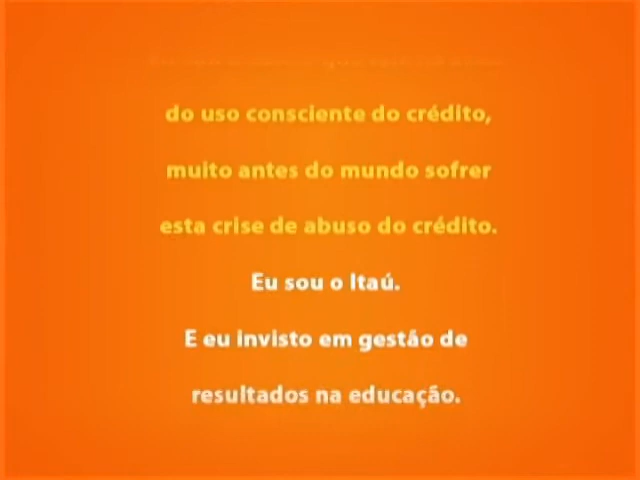 do uso consciente do crédito,
muito antes do mundo sofrer
esta crise de abuso do crédito.
Eu sou o Itaú.
E eu invisto em gestão de
resultados na educação.